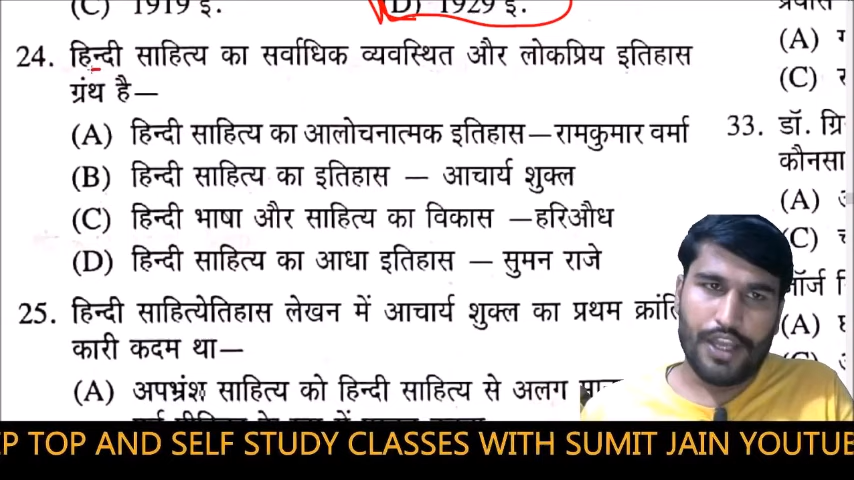 (C) 1919 ई. (D) 1929 ई.
24. हिन्दी साहित्य का सर्वाधिक व्यवस्थित और लोकप्रिय इतिहास
ग्रंथ है—
(A) हिन्दी साहित्य का आलोचनात्मक इतिहास—रामकुमार वर्मा
(B) हिन्दी साहित्य का इतिहास — आचार्य शुक्ल
(C) हिन्दी भाषा और साहित्य का विकास —हरिऔध
(D) हिन्दी साहित्य का आधा इतिहास — सुमन राजे
25. हिन्दी साहित्येतिहास लेखन में आचार्य शुक्ल का प्रथम
कारी कदम था—
(A) अपभ्रंश साहित्य को हिन्दी साहित्य से अलग
(A)
(C)
33. डॉ.
कौनसा
(A)
(C)
(A)
TOP AND SELF STUDY CLASSES WITH SUMIT JAIN